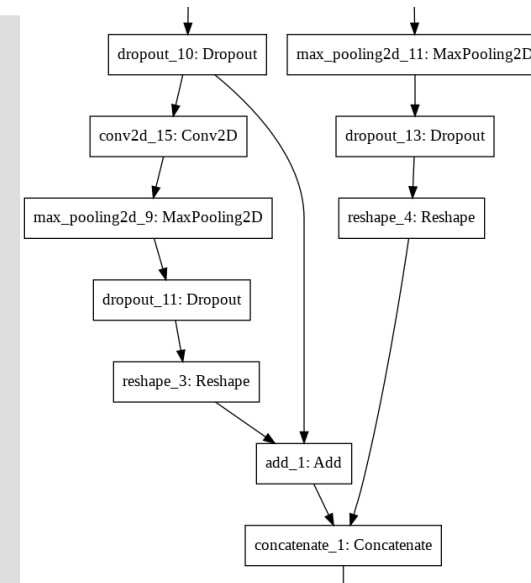 dropout_10: Dropout
max_pooling2d_11: MaxPooling2D
conv2d_15: Conv2D
dropout_13: Dropout
max_pooling2d_9: MaxPooling2D
reshape_4: Reshape
dropout_11: Dropout
reshape_3: Reshape
add_1: Add
concatenate_1: Concatenate